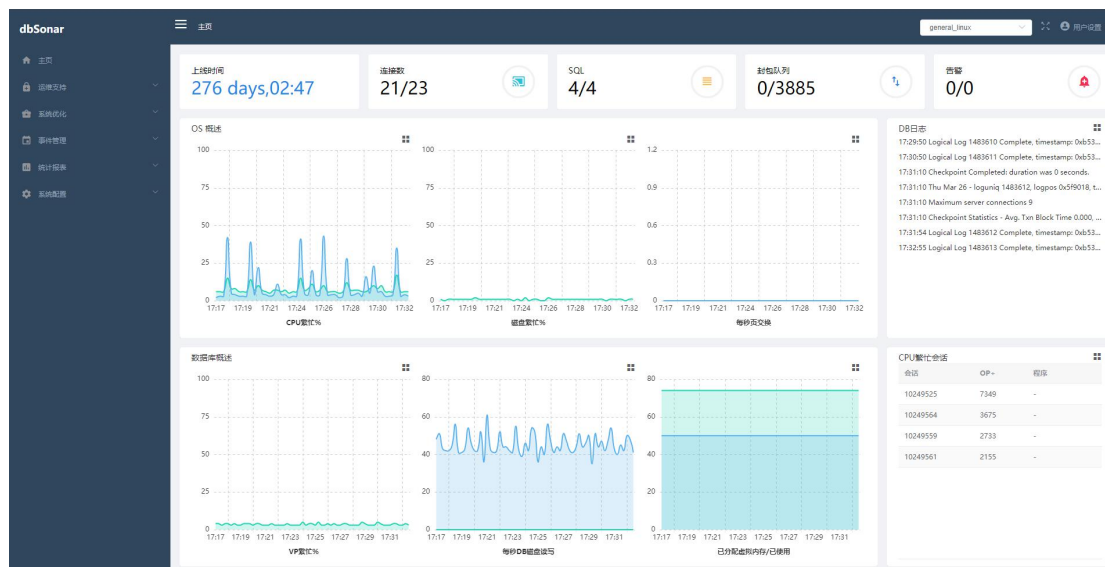 dbSonar
主页
general_linux
用户设置
主页
运维支持
系统优化
事件管理
统计报表
系统配置
上线时间
276 days,02:47
连接数
21/23
SQL
4/4
封包队列
0/3885
告警
0/0
OS 概述
100
75
50
25
0
17:17 17:19 17:21 17:24 17:26 17:28 17:30 17:32
CPU繁忙%
100
75
50
25
0
17:17 17:19 17:21 17:24 17:26 17:28 17:30 17:32
磁盘繁忙%
1.2
0.9
0.6
0.3
0
17:17 17:19 17:21 17:24 17:26 17:28 17:30 17:32
每秒页交换
DB日志
17:29:50 Logical Log 1483610 Complete, timestamp: 0xb53...
17:30:50 Logical Log 1483611 Complete, timestamp: 0xb53...
17:31:10 Checkpoint Completed: duration was 0 seconds.
17:31:10 Thu Mar 26 - loguniq 1483612, logpos 0x5f9018, t...
17:31:10 Maximum server connections 9
17:31:10 Checkpoint Statistics - Avg. Txn Block Time 0.000, ...
17:31:54 Logical Log 1483612 Complete, timestamp: 0xb53...
17:32:55 Logical Log 1483613 Complete, timestamp: 0xb53...
数据库概述
100
75
50
25
0
17:17 17:19 17:21 17:23 17:25 17:27 17:29 17:31
VP繁忙%
80
60
40
20
0
17:17 17:19 17:21 17:23 17:25 17:27 17:29 17:31
每秒DB磁盘读写
80
60
40
20
0
17:17 17:19 17:21 17:23 17:25 17:27 17:29 17:31
已分配虚拟内存/已使用
CPU繁忙会话
会话 OP 程序
10249525 7349 -
10249564 3675 -
10249559 2733 -
10249561 2155 -